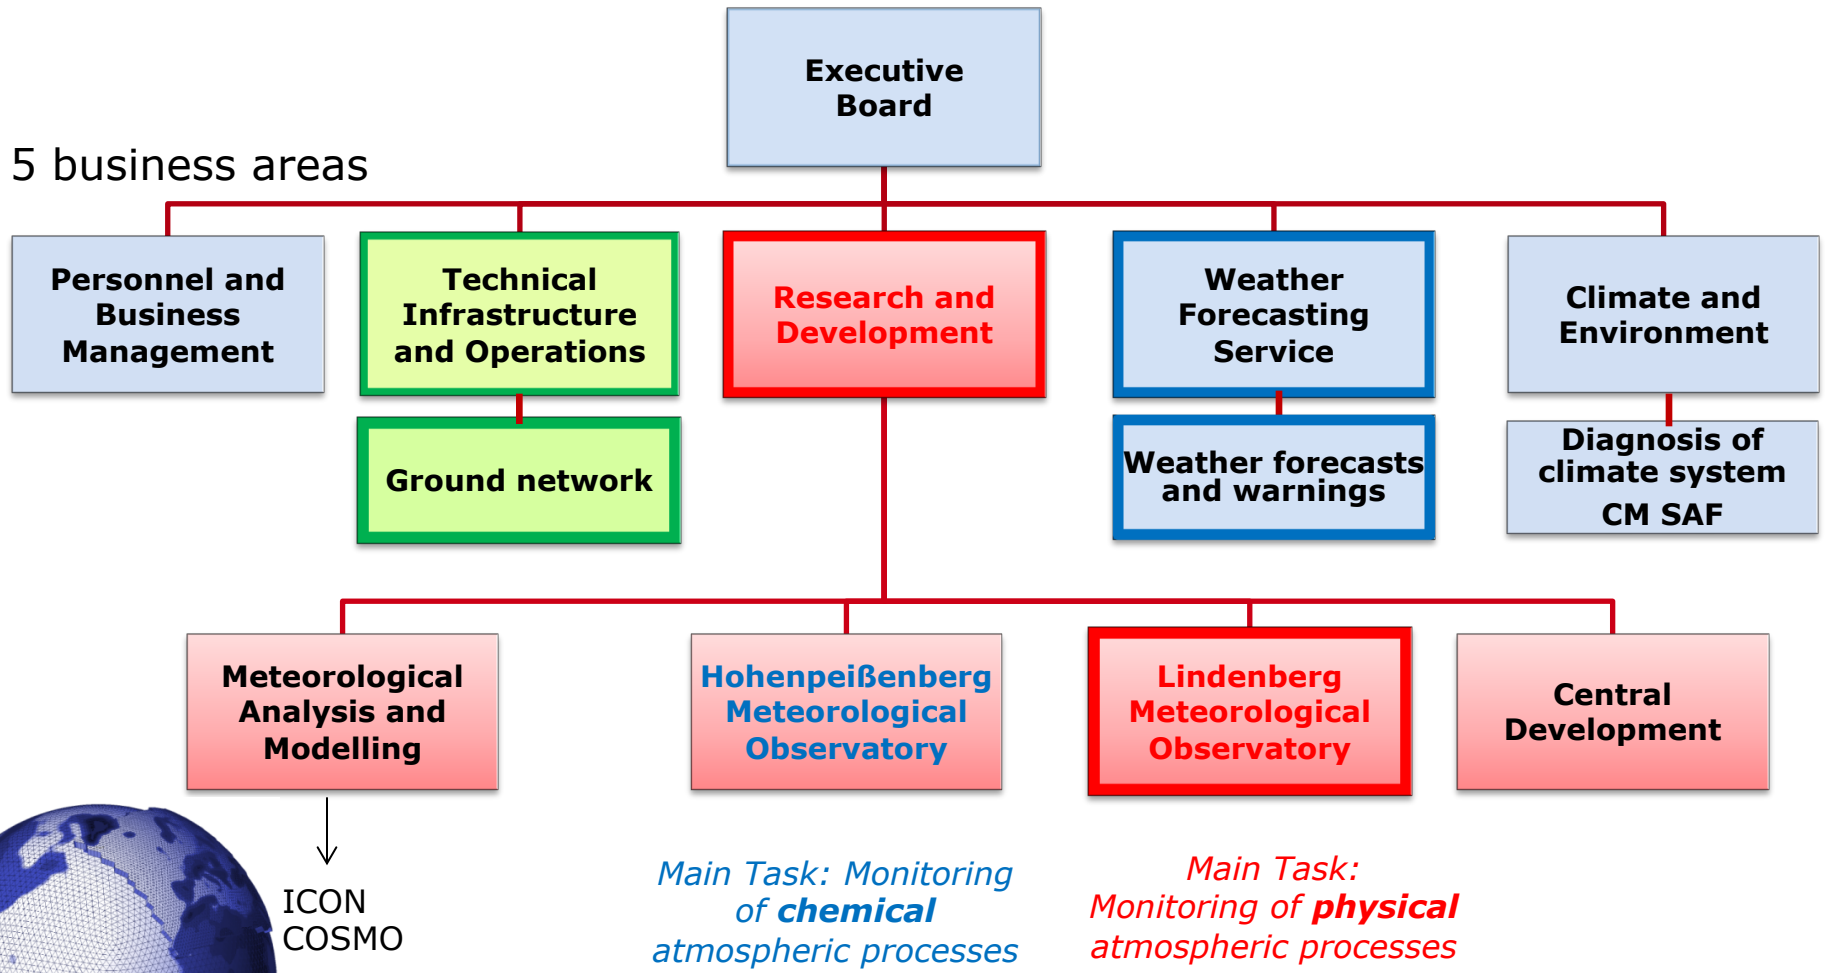 Executive
Board
5 business areas
Personnel and
Business
Management
Technical
Infrastructure
and Operations
Research and
Development
Weather
Forecasting
Service
Climate and
Environment
Ground network
Weather forecasts
and warnings
Diagnosis of
climate system
CM SAF
Meteorological
Analysis and
Modelling
Hohenpeißenberg
Meteorological
Observatory
Lindenberg
Meteorological
Observatory
Central
Development
ICON
COSMO
Main Task: Monitoring
of chemical
atmospheric processes
Main Task:
Monitoring of physical
atmospheric processes